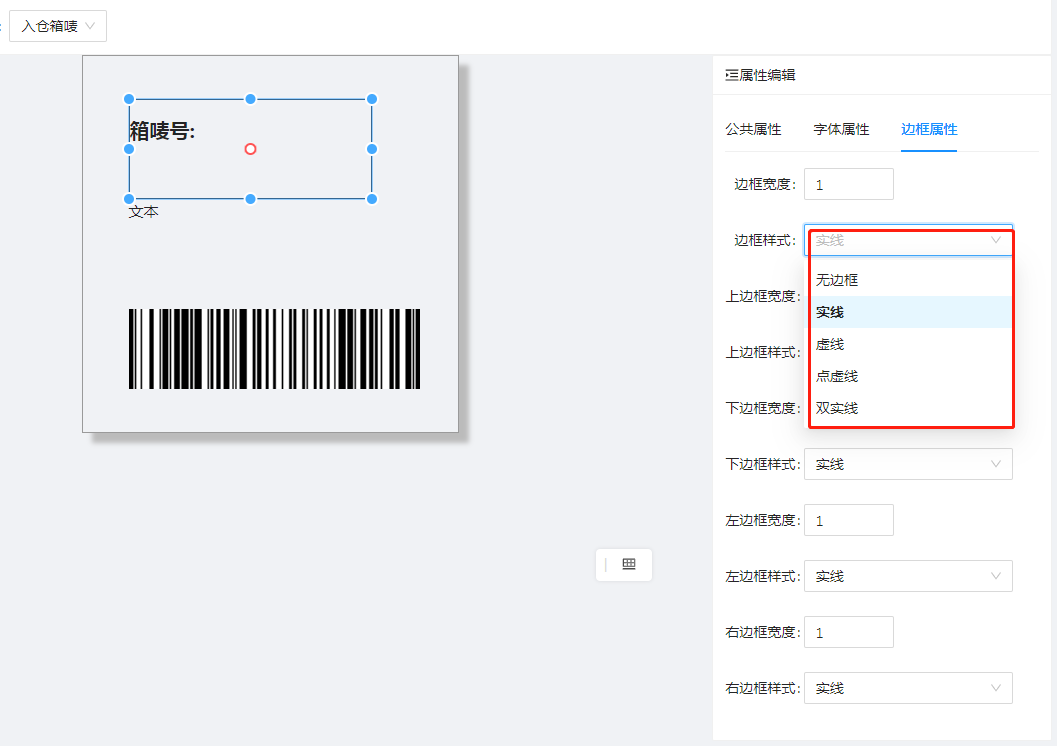 入仓箱唛
箱唛号:
文本
属性编辑
公共属性 字体属性 边框属性
边框宽度: 1
边框样式: 实线
无边框
实线
虚线
点虚线
双实线
上边框宽度:
上边框样式:
下边框宽度:
下边框样式: 实线
左边框宽度: 1
左边框样式: 实线
右边框宽度: 1
右边框样式: 实线